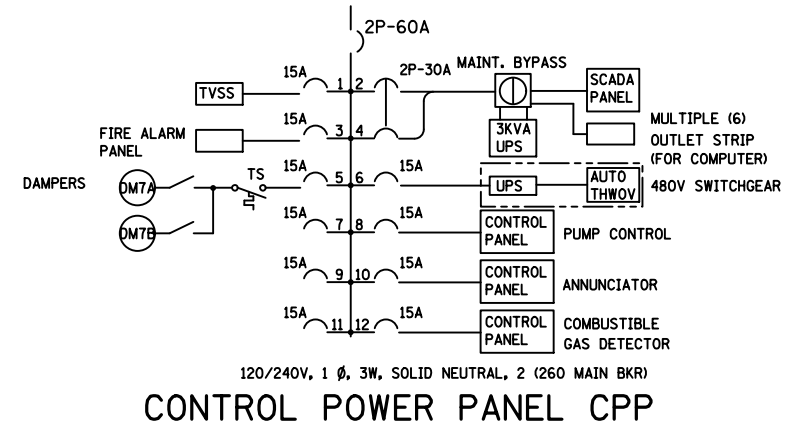 2P-60A
15A
1 2
2P-30A
MAINT. BYPASS
TVSS
SCADA
PANEL
15A
3 4
FIRE ALARM
PANEL
3KVA
UPS
MULTIPLE (6)
OUTLET STRIP
(FOR COMPUTER)
DAMPERS
DM7A
TS
15A
5 6
15A
UPS
AUTO
THWOV
480V SWITCHGEAR
DM7B
15A
7 8
15A
CONTROL
PANEL
PUMP CONTROL
15A
9 10
15A
CONTROL
PANEL
ANNUNCIATOR
15A
11 12
15A
CONTROL
PANEL
COMBUSTIBLE
GAS DETECTOR
120/240V, 1 Ø, 3W, SOLID NEUTRAL, 2 (260 MAIN BKR)
CONTROL POWER PANEL CPP